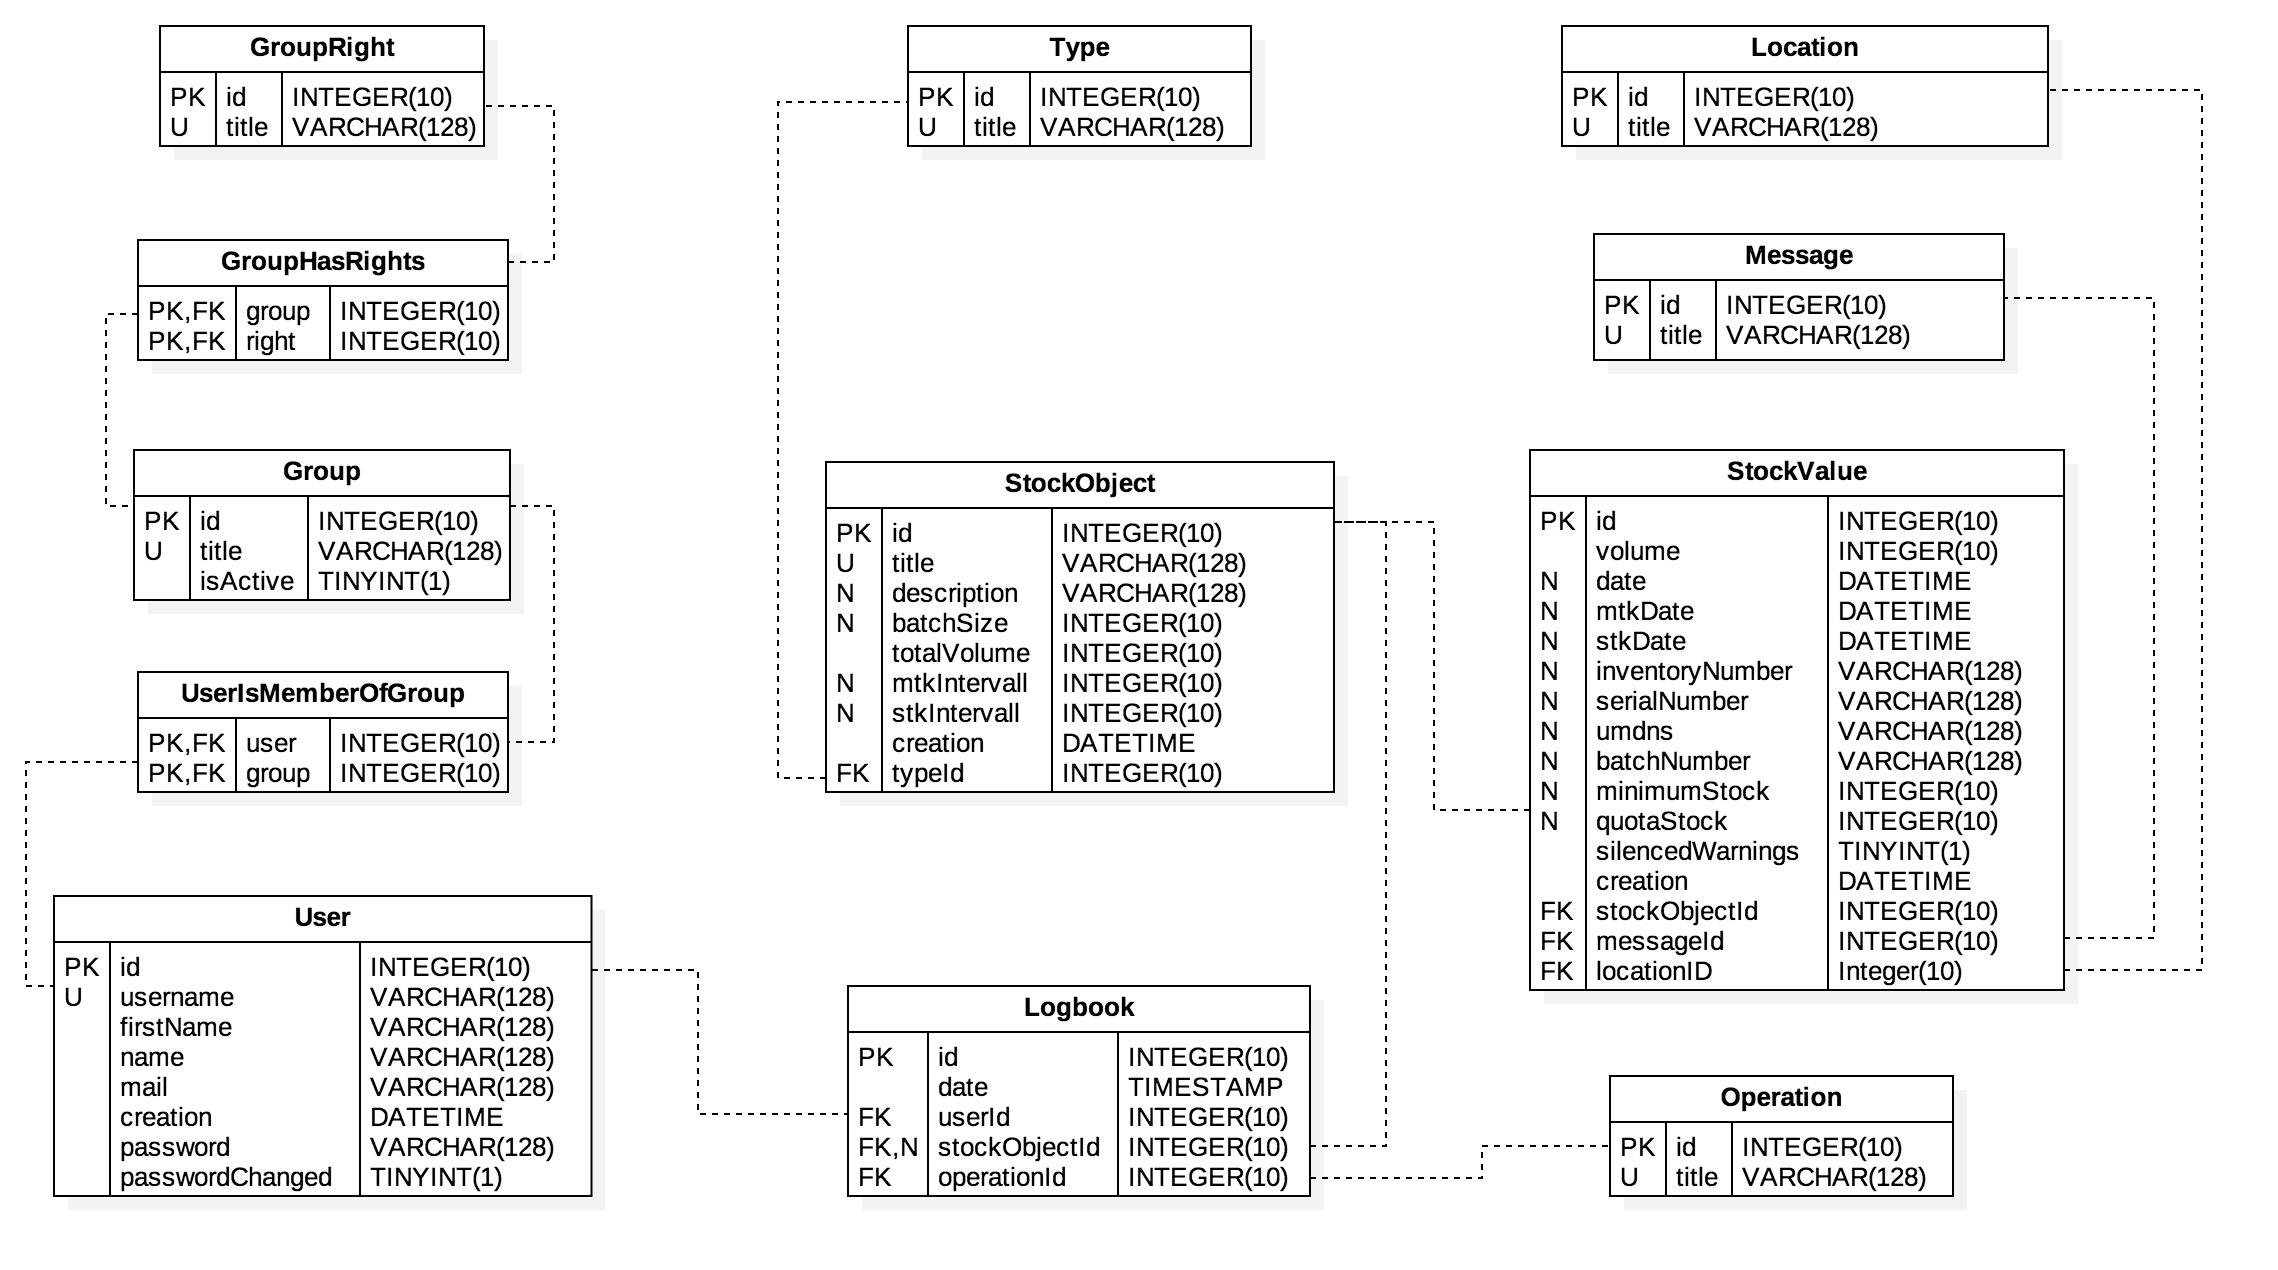 GroupRight
PK id INTEGER(10)
U title VARCHAR(128)
Type
PK id INTEGER(10)
U title VARCHAR(128)
Location
PK id INTEGER(10)
U title VARCHAR(128)
GroupHasRights
PK,FK group INTEGER(10)
PK,FK right INTEGER(10)
Message
PK id INTEGER(10)
U title VARCHAR(128)
Group
PK id INTEGER(10)
U title VARCHAR(128)
isActive TINYINT(1)
StockObject
PK id INTEGER(10)
U title VARCHAR(128)
N description VARCHAR(128)
N batchSize INTEGER(10)
totalVolume INTEGER(10)
N mtkIntervall INTEGER(10)
N stkIntervall INTEGER(10)
creation DATETIME
FK typeId INTEGER(10)
StockValue
PK id INTEGER(10)
volume INTEGER(10)
N date DATETIME
N mtkDate DATETIME
N stkDate DATETIME
N inventoryNumber VARCHAR(128)
N serialNumber VARCHAR(128)
N umdns VARCHAR(128)
N batchNumber VARCHAR(128)
N minimumStock INTEGER(10)
N quotaStock INTEGER(10)
silencedWarnings TINYINT(1)
creation DATETIME
FK stockObjectId INTEGER(10)
FK messageId INTEGER(10)
FK locationID Integer(10)
UserIsMemberOfGroup
PK,FK user INTEGER(10)
PK,FK group INTEGER(10)
User
PK id INTEGER(10)
U username VARCHAR(128)
firstName VARCHAR(128)
name VARCHAR(128)
mail VARCHAR(128)
creation DATETIME
password VARCHAR(128)
passwordChanged TINYINT(1)
Logbook
PK id INTEGER(10)
date TIMESTAMP
FK userId INTEGER(10)
FK,N stockObjectId INTEGER(10)
FK operationId INTEGER(10)
Operation
PK id INTEGER(10)
U title VARCHAR(128)